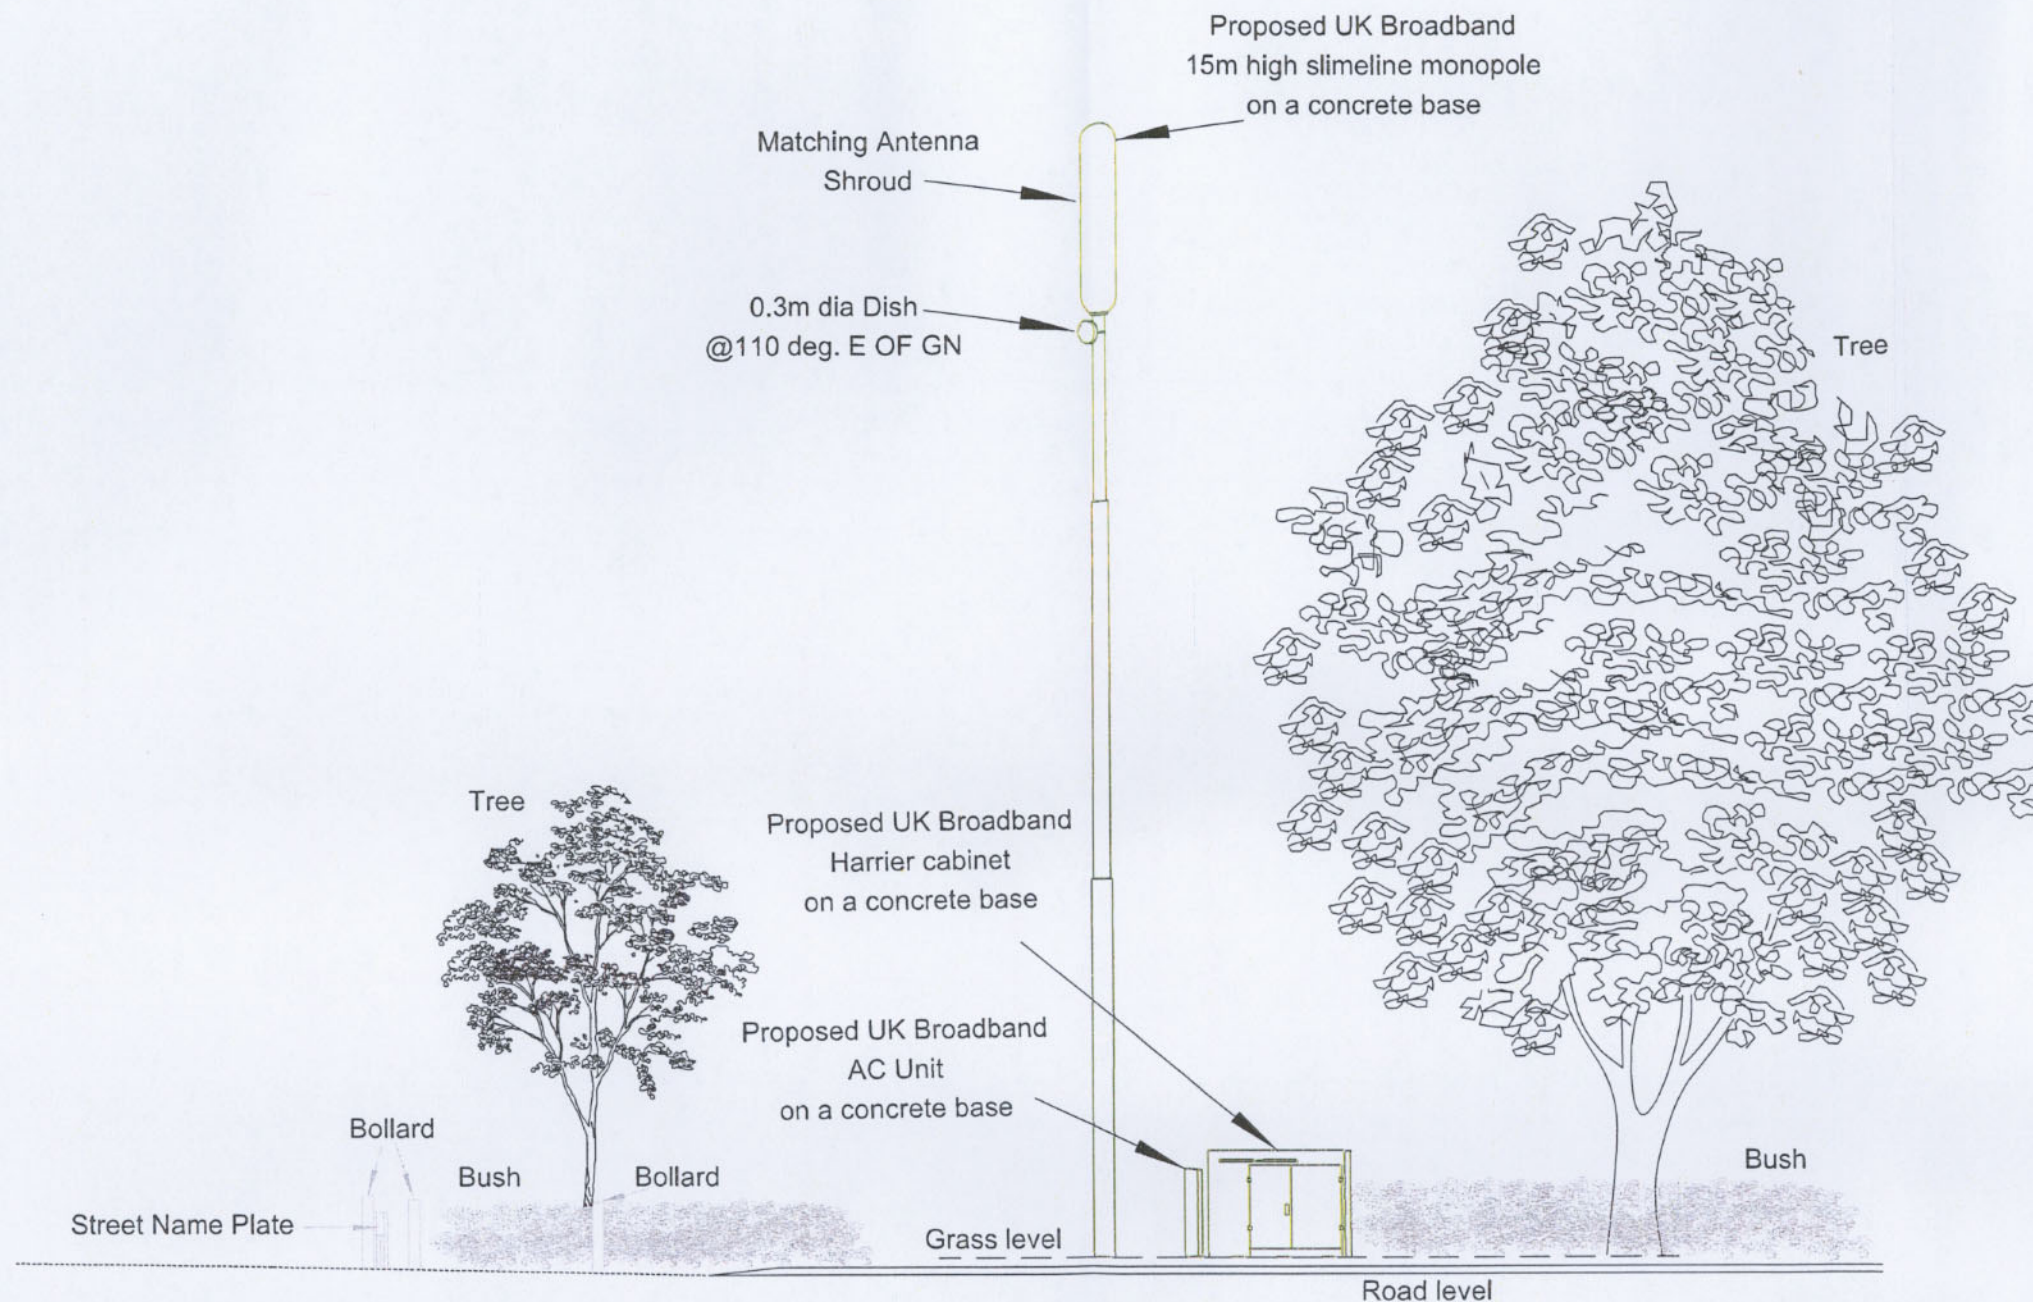 Proposed UK Broadband
15m high slimeline monopole
on a concrete base
Matching Antenna
Shroud
0.3m dia Dish
@110 deg. E OF GN
Tree
Tree
Proposed UK Broadband
Harrier cabinet
on a concrete base
Proposed UK Broadband
AC Unit
on a concrete base
Bollard
Bush
Bollard
Bush
Street Name Plate
Grass level
Road level